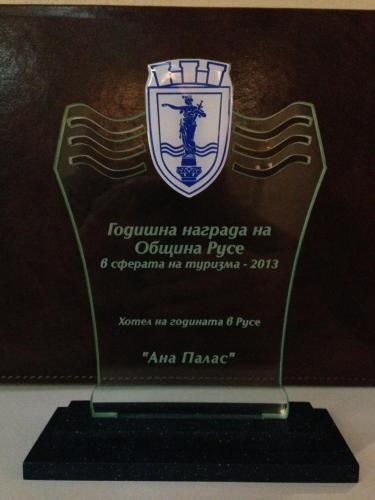 Годишна награда на
Община Русе
в сферата на туризма - 2013
Хотел на годината в Русе
"Ана Палас"